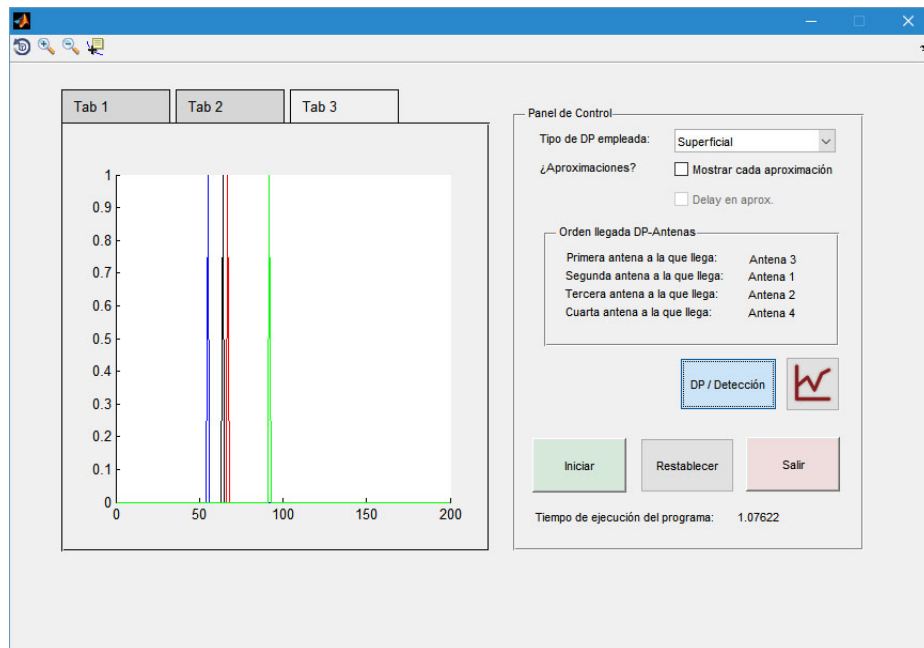 Tab 1
Tab 2
Tab 3
1
0.9
0.8
0.7
0.6
0.5
0.4
0.3
0.2
0.1
0
0 50 100 150 200
Panel de Control
Tipo de DP empleada: Superficial
¿Aproximaciones? Mostrar cada aproximación
Delay en aprox.
Orden llegada DP-Antenas
Primera antena a la que llega: Antena 3
Segunda antena a la que llega: Antena 1
Tercera antena a la que llega: Antena 2
Cuarta antena a la que llega: Antena 4
DP / Detección
Iniciar
Restablecer
Salir
Tiempo de ejecución del programa: 1.07622